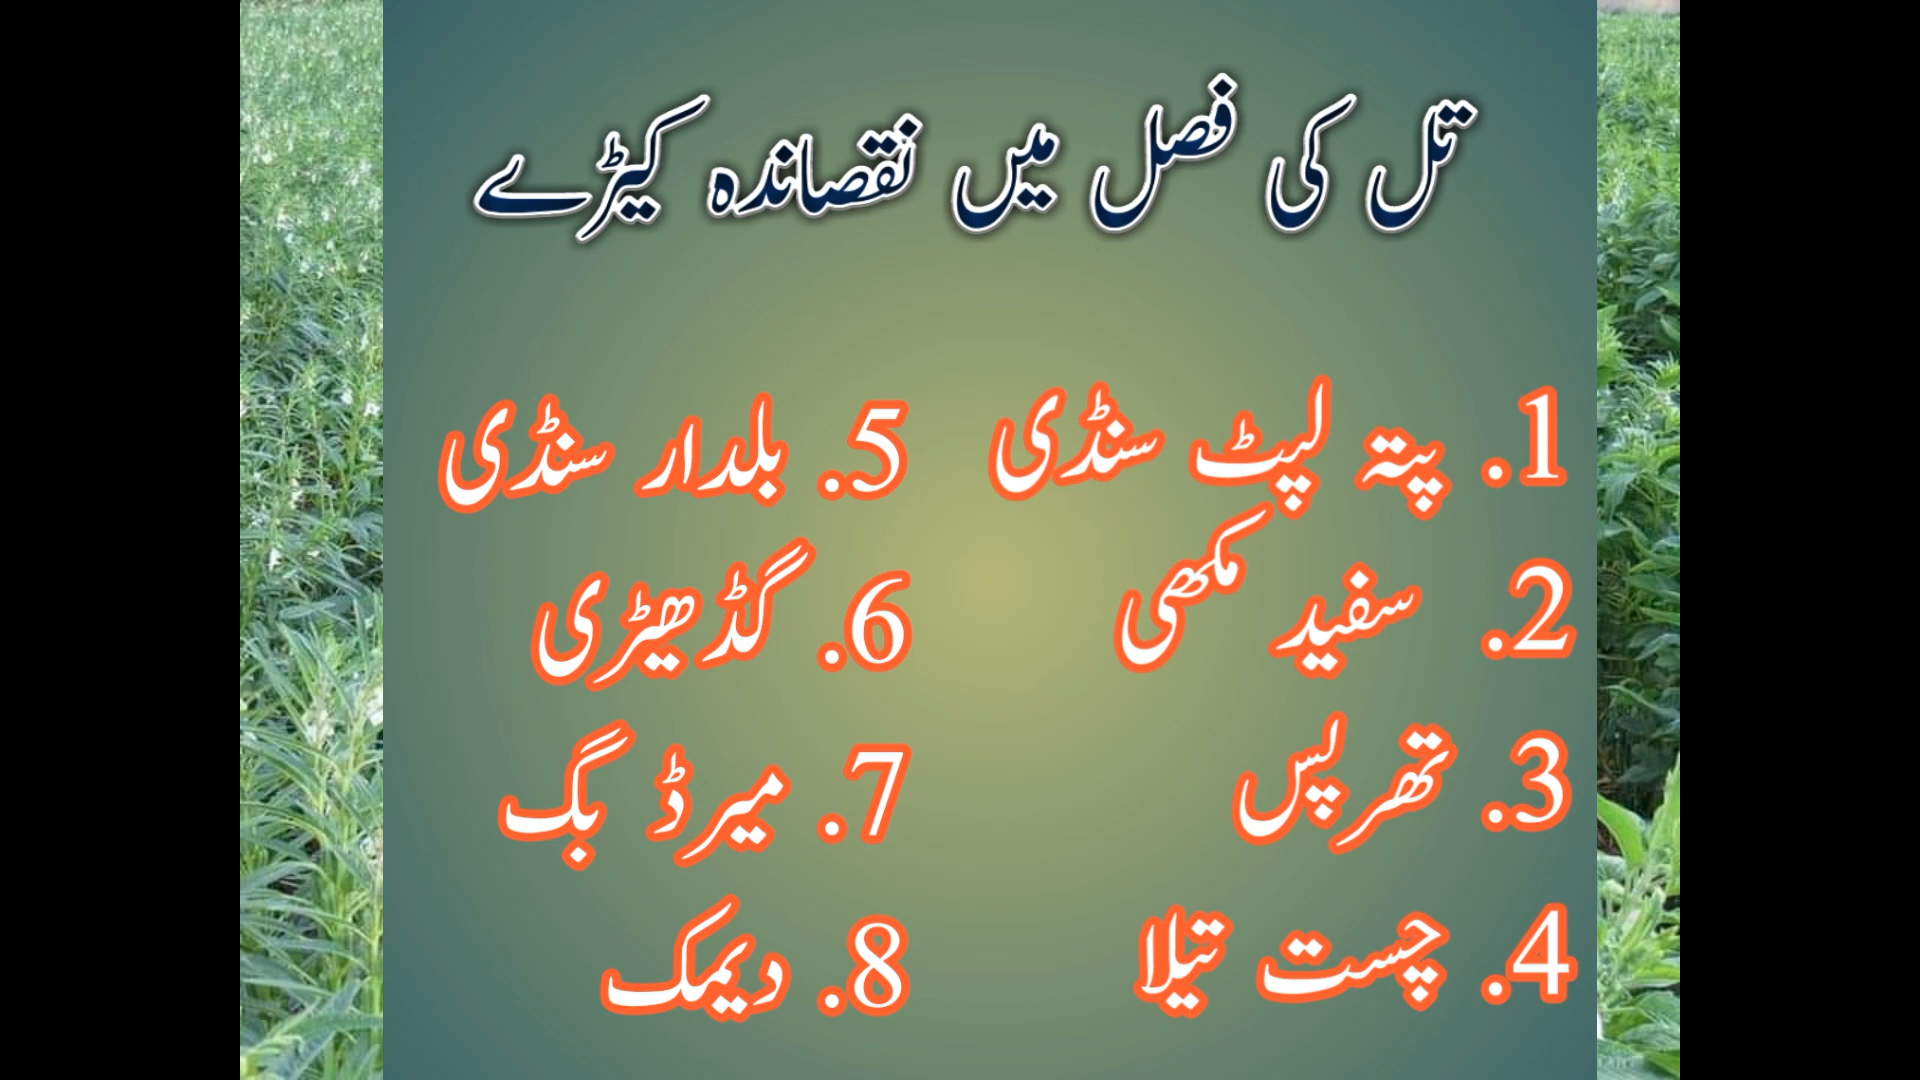 تل کی فصل میں نقصاندہ کیڑے
1. پتہ لپٹ سنڈی
2. سفید مکھی
3. تھرپس
4. چست تیلا
5. بلدار سنڈی
6. گڈھیڑی
7. میرڈ بگ
8. دیمک